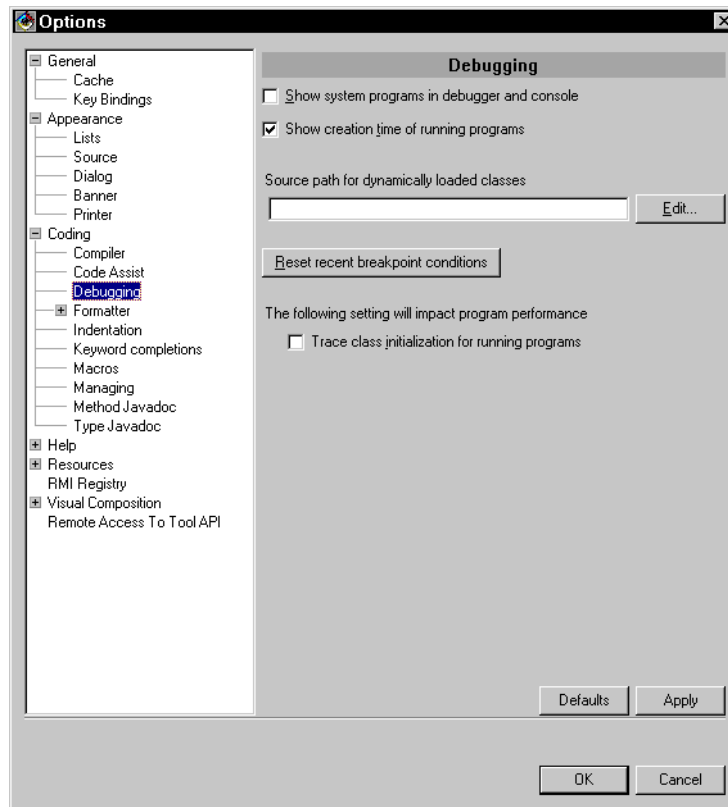 Options
General
Cache
Key Bindings
Appearance
Lists
Source
Dialog
Banner
Printer
Coding
Compiler
Code Assist
Debugging
Formatter
Indentation
Keyword completions
Macros
Managing
Method Javadoc
Type Javadoc
Help
Resources
RMI Registry
Visual Composition
Remote Access To Tool API
Debugging
Show system programs in debugger and console
Show creation time of running programs
Source path for dynamically loaded classes
Edit...
Reset recent breakpoint conditions
The following setting will impact program performance
Trace class initialization for running programs
Defaults
Apply
OK
Cancel